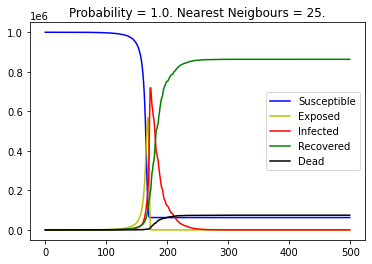 Probability = 1.0. Nearest Neigbours = 25.
1e6
1.0
0.8
0.6
0.4
0.2
0.0
Susceptible
Exposed
Infected
Recovered
Dead
0 100 200 300 400 500